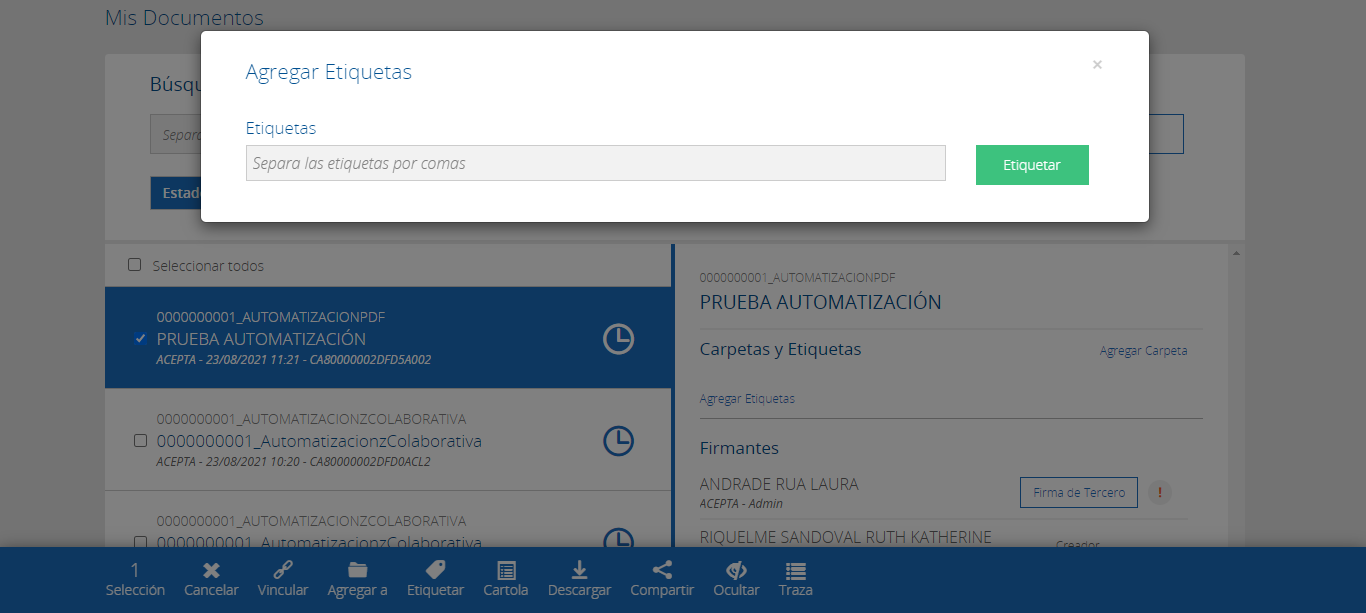 Mis Documentos
Agregar Etiquetas
×
Búsqu
Etiquetas
Separa
Separa las etiquetas por comas
Etiquetar
Estad
Seleccionar todos
0000000001_AUTOMATIZACIONPDF
PRUEBA AUTOMATIZACIÓN
ACEPTA - 23/08/2021 11:21 - CA80000002DFD5A002
0000000001_AUTOMATIZACIONZCOLABORATIVA
0000000001_AutomatizacionzColaborativa
ACEPTA - 23/08/2021 10:20 - CA80000002DFD0ACL2
0000000001_AUTOMATIZACIONZCOLABORATIVA
0000000001_AutomatizacionzColaborativa
0000000001_AUTOMATIZACIONPDF
PRUEBA AUTOMATIZACIÓN
Carpetas y Etiquetas
Agregar Carpeta
Agregar Etiquetas
Firmantes
ANDRADE RUA LAURA
ACEPTA - Admin
Firma de Tercero
!
RIQUELME SANDOVAL RUTH KATHERINE
Creador
1
Selección
Cancelar
Vincular
Agregar a
Etiquetar
Cartola
Descargar
Compartir
Ocultar
Traza